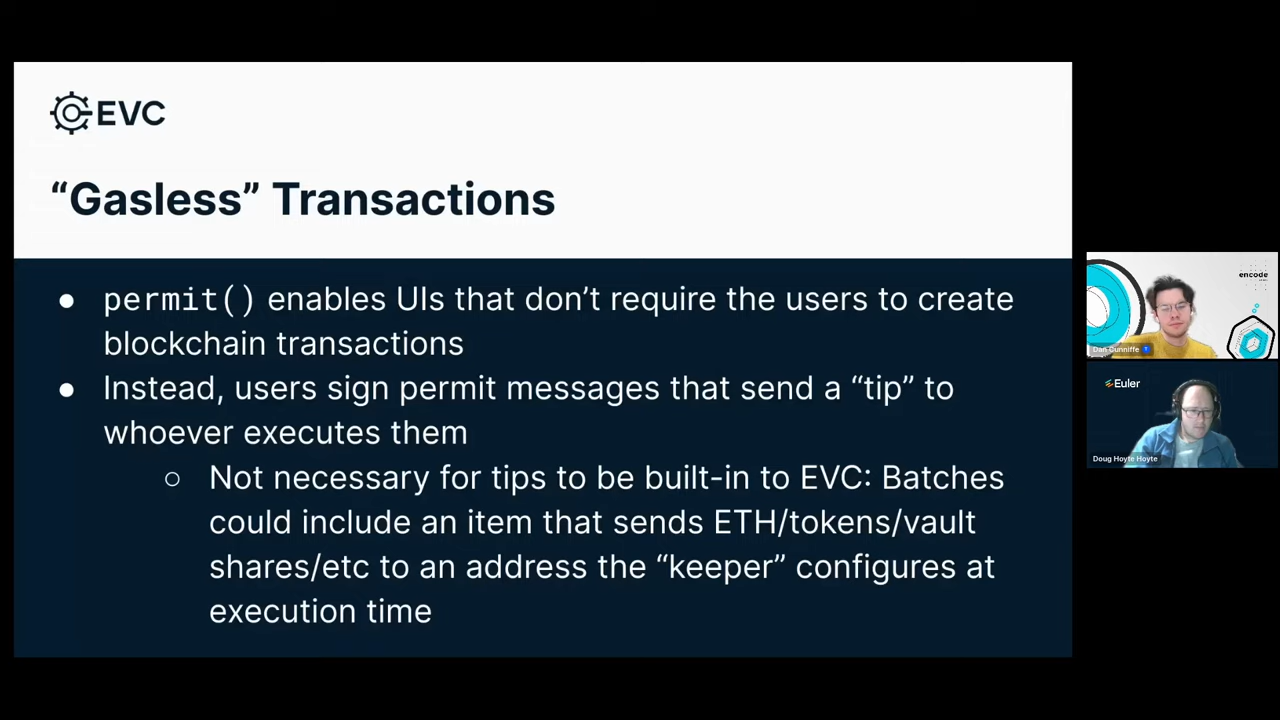 EVC
“Gasless” Transactions
● permit() enables UIs that don’t require the users to create
blockchain transactions
● Instead, users sign permit messages that send a “tip” to
whoever executes them
○ Not necessary for tips to be built-in to EVC: Batches
could include an item that sends ETH/tokens/vault
shares/etc to an address the “keeper” configures at
execution time
encode
Dan Cunniffe
Euler
Doug Hoyte Hoyte